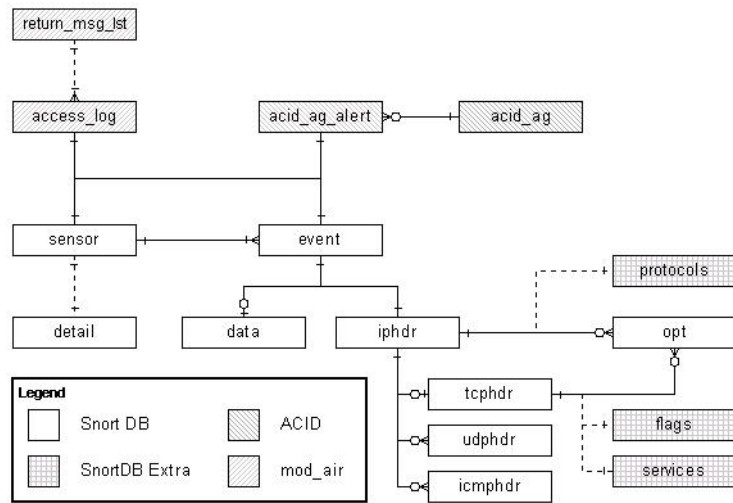 return_msg_lst
access_log
acid_ag_alert
acid_ag
sensor
event
protocols
detail
data
iphdr
opt
tcphdr
flags
udphdr
services
icmphdr
Legend
Snort DB
ACID
SnortDB Extra
mod_air